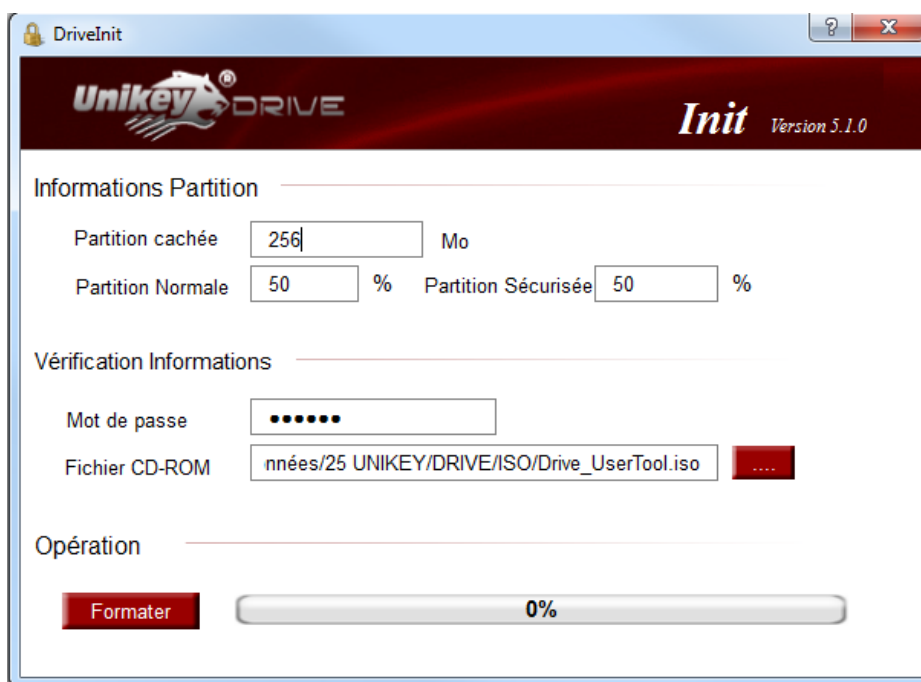 DriveInit
Unikey® DRIVE
Init Version 5.1.0
Informations Partition
Partition cachée 256 Mo
Partition Normale 50 % Partition Sécurisée 50 %
Vérification Informations
Mot de passe ••••••
Fichier CD-ROM nnées/25 UNIKEY/DRIVE/ISO/Drive_UserTool.iso ....
Opération
Formater 0%